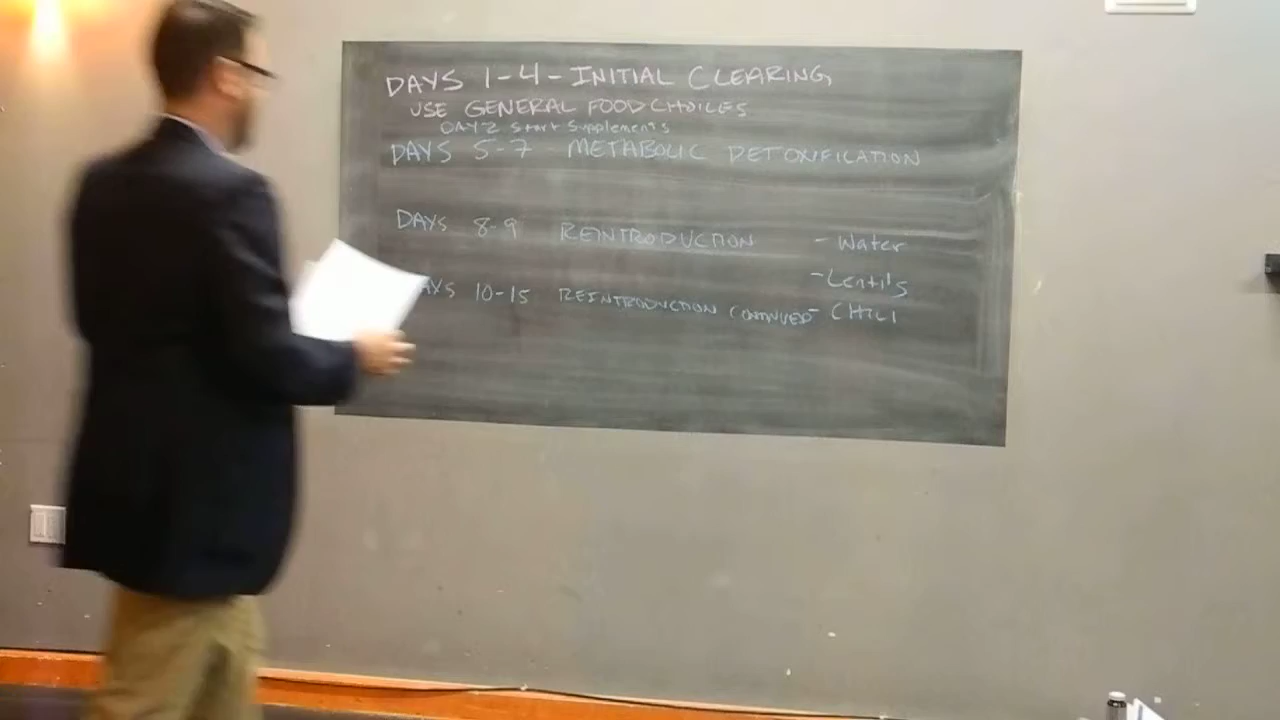 DAYS 1-4 - INITIAL CLEARING,
USE GENERAL FOOD CHOICES
DAY 2 Start Supplements
DAYS 5-7 METABOLIC DETOXIFICATION
DAYS 8-9 REINTRODUCTION - Water
- Lentils
DAYS 10-15 REINTRODUCTION CONTINUED - CHILI